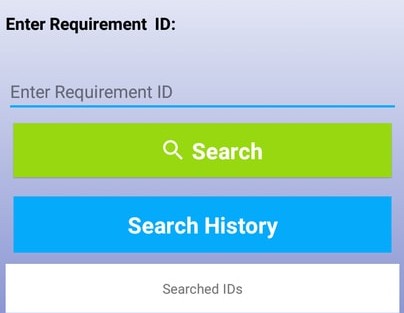 Enter Requirement  ID:
Enter Requirement ID
Search
Search History
Searched IDs